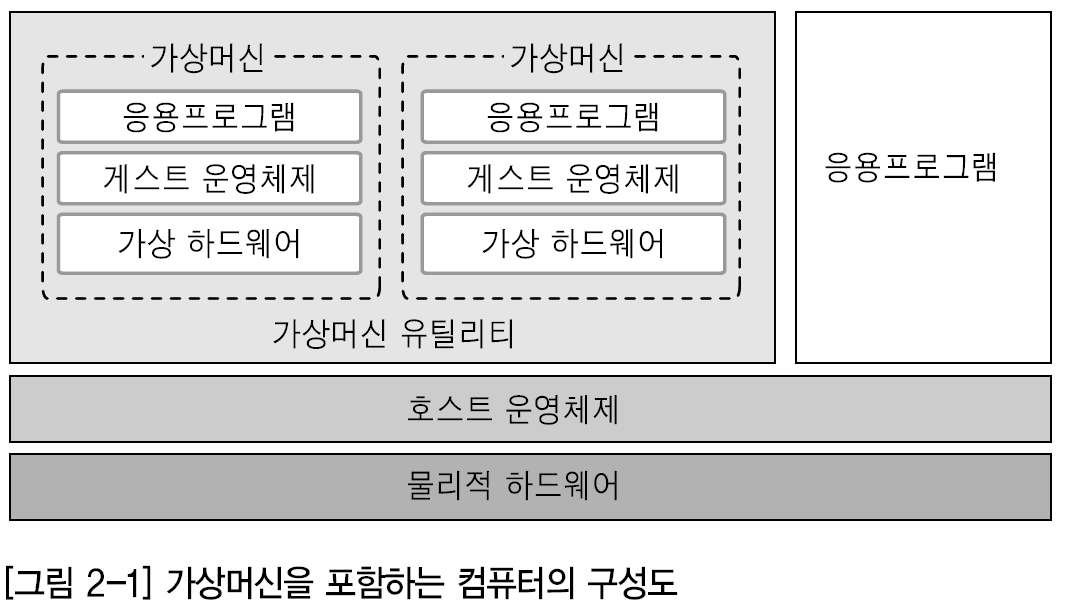 가상머신
응용프로그램
게스트 운영체제
가상 하드웨어
가상머신
응용프로그램
게스트 운영체제
가상 하드웨어
가상머신 유틸리티
응용프로그램
호스트 운영체제
물리적 하드웨어
[그림 2-1] 가상머신을 포함하는 컴퓨터의 구성도